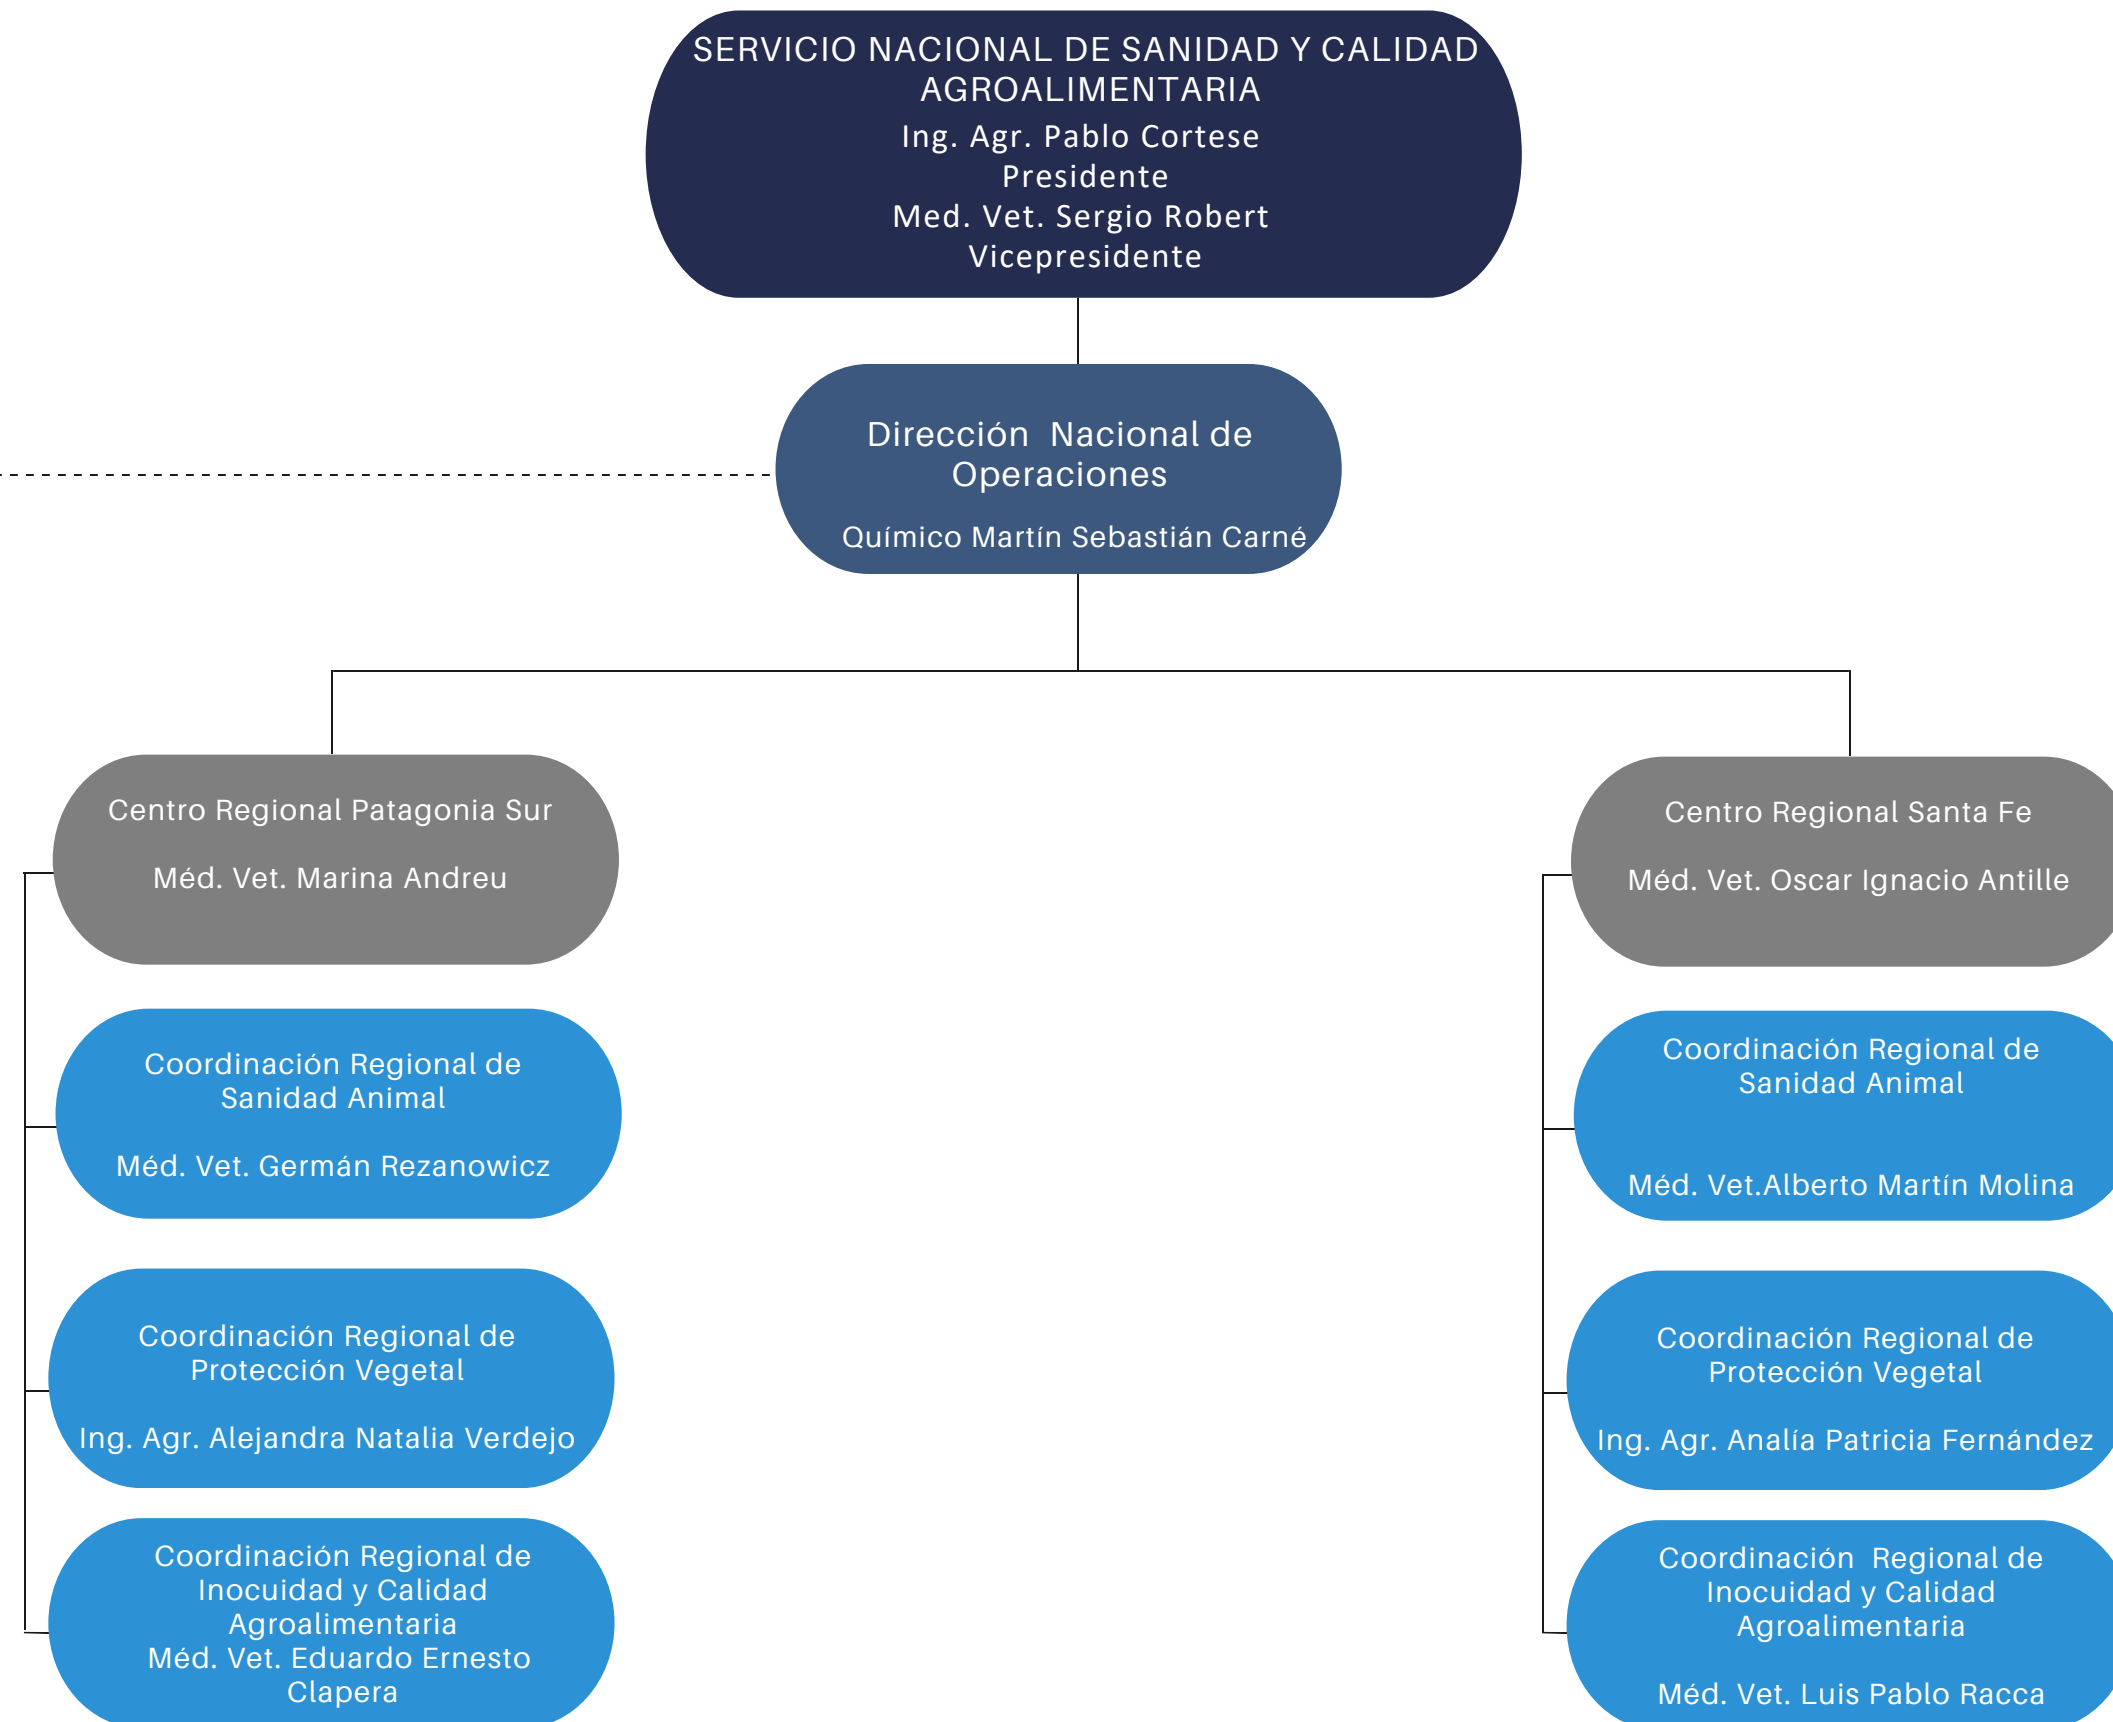 SERVICIO NACIONAL DE SANIDAD Y CALIDAD
AGROALIMENTARIA
Ing. Agr. Pablo Cortese
Presidente
Med. Vet. Sergio Robert
Vicepresidente
Dirección Nacional de
Operaciones
Químico Martín Sebastián Carné
Centro Regional Patagonia Sur
Méd. Vet. Marina Andreu
Coordinación Regional de
Sanidad Animal
Méd. Vet. Germán Rezanowicz
Coordinación Regional de
Protección Vegetal
Ing. Agr. Alejandra Natalia Verdejo
Coordinación Regional de
Inocuidad y Calidad
Agroalimentaria
Méd. Vet. Eduardo Ernesto
Clapera
Centro Regional Santa Fe
Méd. Vet. Oscar Ignacio Antille
Coordinación Regional de
Sanidad Animal
Méd. Vet.Alberto Martín Molina
Coordinación Regional de
Protección Vegetal
Ing. Agr. Analía Patricia Fernández
Coordinación Regional de
Inocuidad y Calidad
Agroalimentaria
Méd. Vet. Luis Pablo Racca